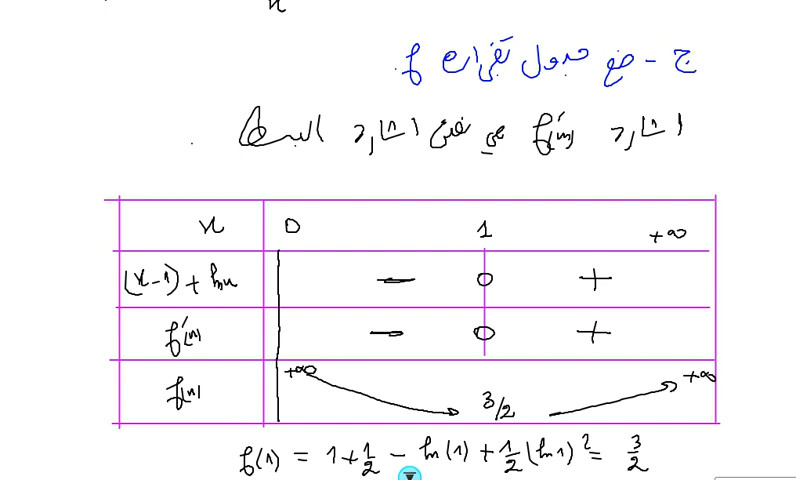 x
ج - ضع جدول تغيرات f.
اشارة f'(x) هي نفس اشارة البسط.
x 0 1 +∞
(x-1) + ln x - 0 +
f'(x) - 0 +
f(x) +∞ 3/2 +∞
f(1) = 1 + 1/2 - ln(1) + 1/2 (ln 1)² = 3/2